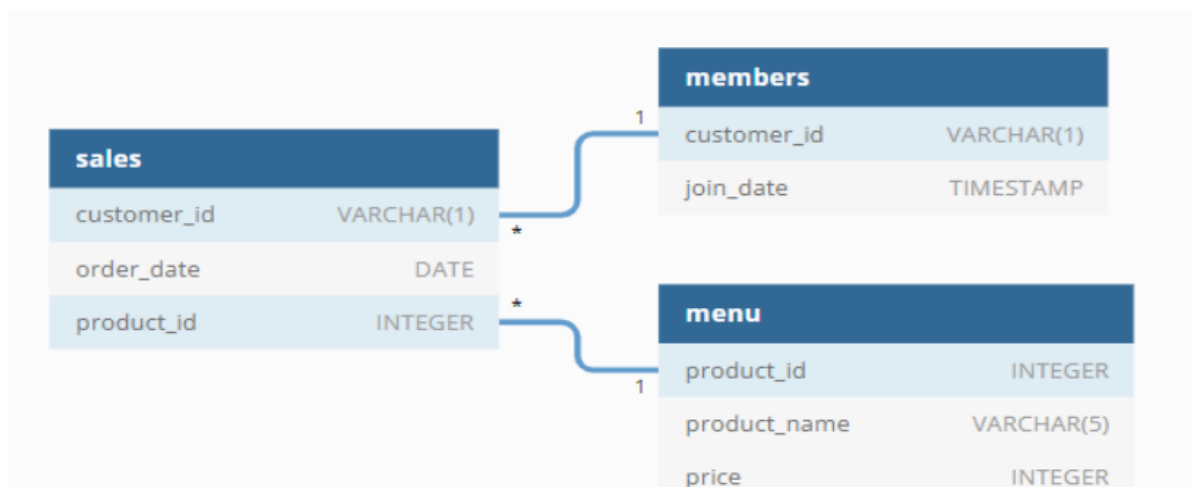 sales
customer_id VARCHAR(1)
order_date DATE
product_id INTEGER
*
*
1
1
members
customer_id VARCHAR(1)
join_date TIMESTAMP
menu
product_id INTEGER
product_name VARCHAR(5)
price INTEGER